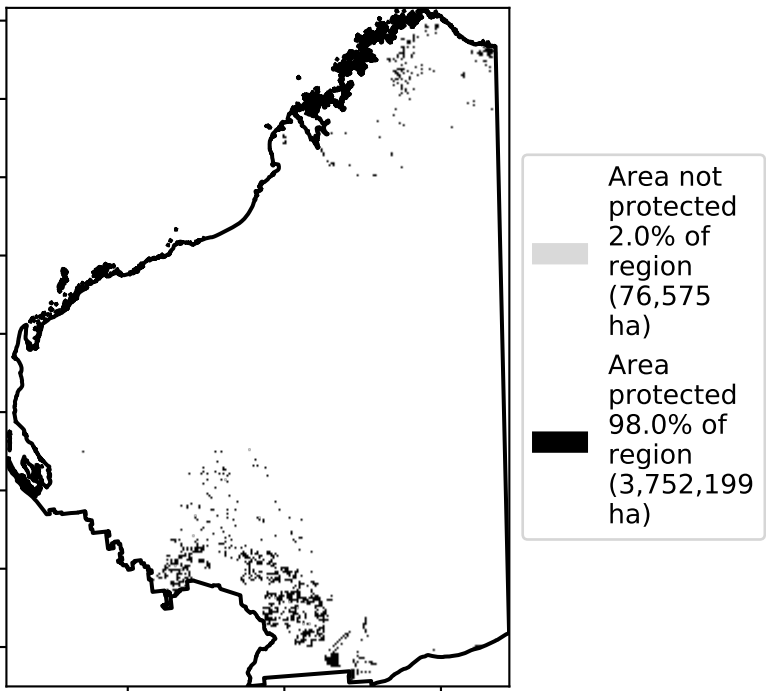 Area not
protected
2.0% of
region
(76,575
ha)
Area
protected
98.0% of
region
(3,752,199
ha)